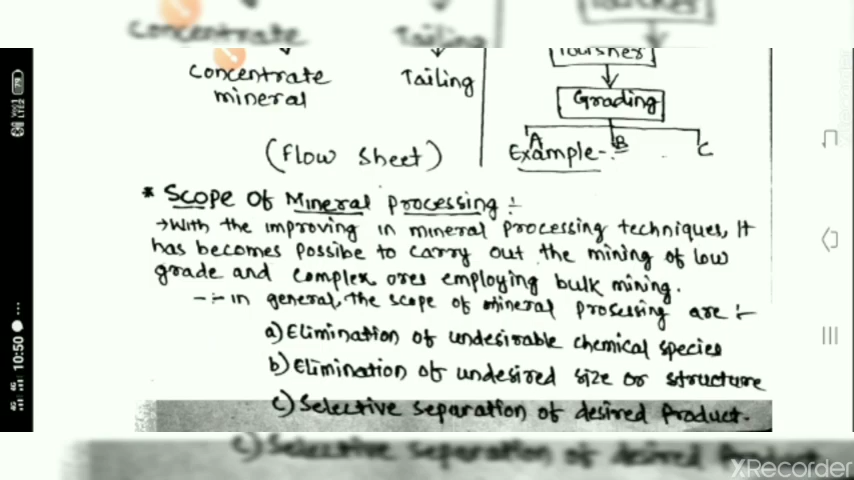 Concentrate
mineral
Tailing
(Flow Sheet)
Grading
A
B
C
Example-:
* Scope of Mineral processing :-
→With the improving in mineral processing techniques, It
has becomes possibe to carry out the mining of low
grade and complex ores employing bulk mining.
-:- in general, the scope of mineral processing are :-
a) Elimination of undesirable chemical species
b) Elimination of undesired size or structure
c) Selective separation of desired Product.
10:50
XRecorder